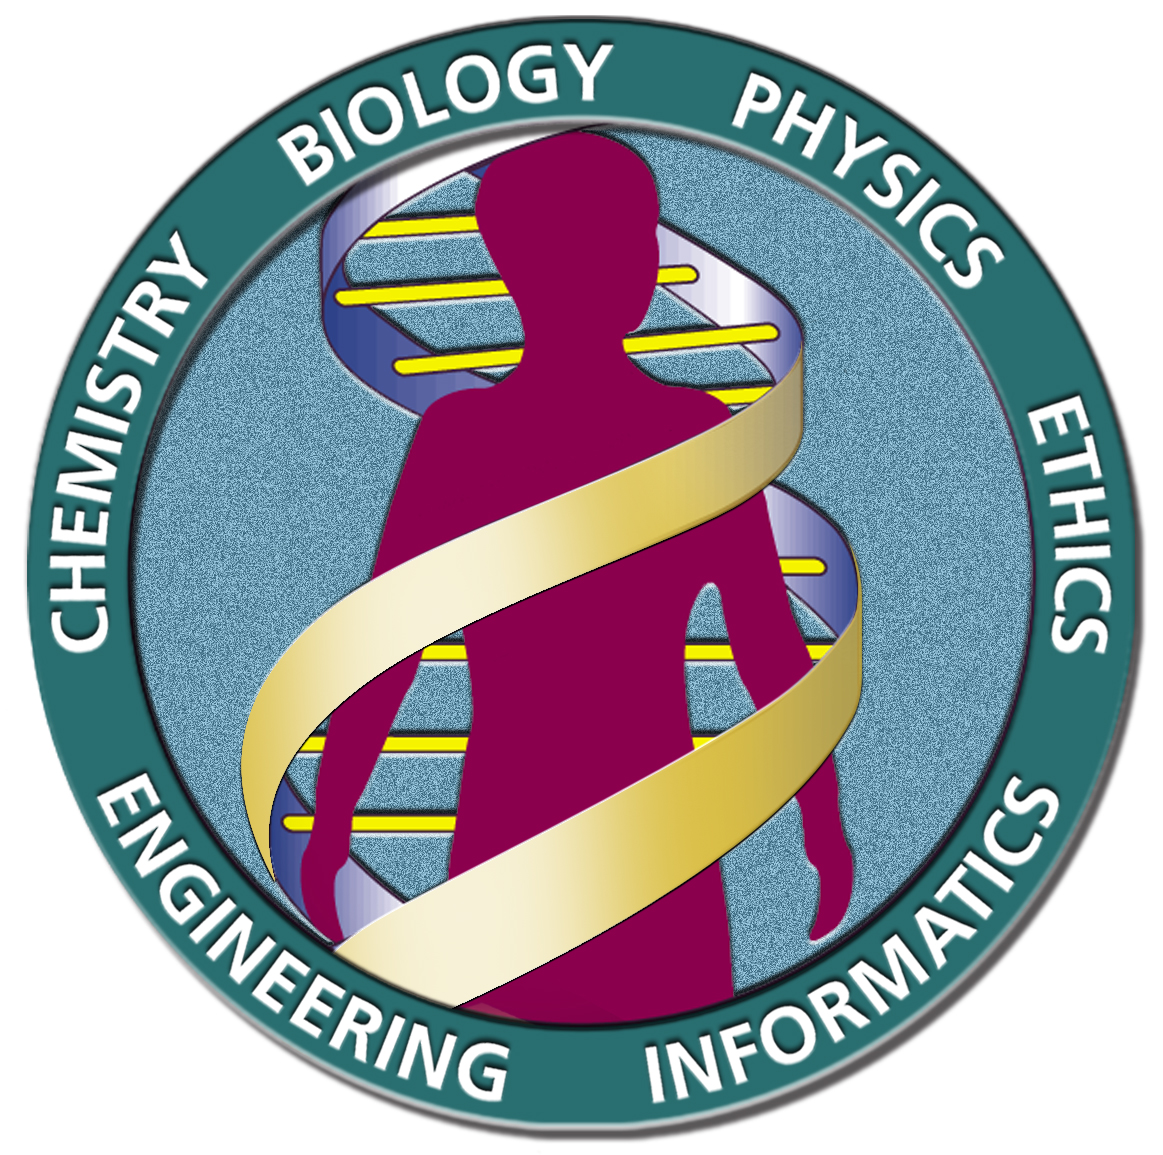 CHEMISTRY
BIOLOGY
PHYSICS
ETHICS
INFORMATICS
ENGINEERING